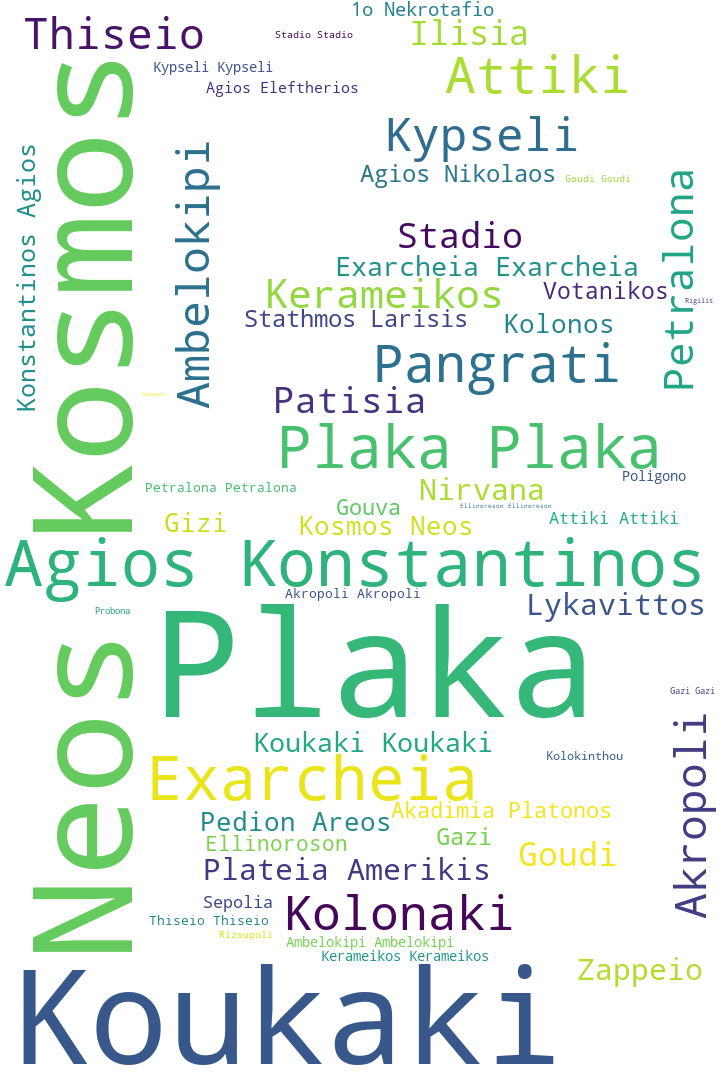 1o Nekrotafio
Thiseio
Stadio Stadio
Ilisia
Kypseli Kypseli
Attiki
Agios Eleftherios
Kypseli
Agios Nikolaos
Goudi Goudi
Konstantinos Agios
Neos Kosmos
Ambelokipi
Petralona
Stadio
Exarcheia Exarcheia
Kerameikos
Votanikos
Rigilis
Stathmos Larisis
Kolonos
Pangrati
Patisia
Plaka Plaka
Petralona Petralona
Nirvana
Poligono
Gouva
Ellinoroson Ellinoroson
Gizi
Kosmos Neos
Attiki Attiki
Agios Konstantinos
Akropoli Akropoli
Probona
Lykavittos
Plaka
Gazi Gazi
Akropoli
Koukaki Koukaki
Kolokinthou
Exarcheia
Akadimia Platonos
Pedion Areos
Ellinoroson
Gazi
Goudi
Plateia Amerikis
Sepolia
Kolonaki
Thiseio Thiseio
Rizoupoli
Ambelokipi Ambelokipi
Kerameikos Kerameikos
Zappeio
Koukaki